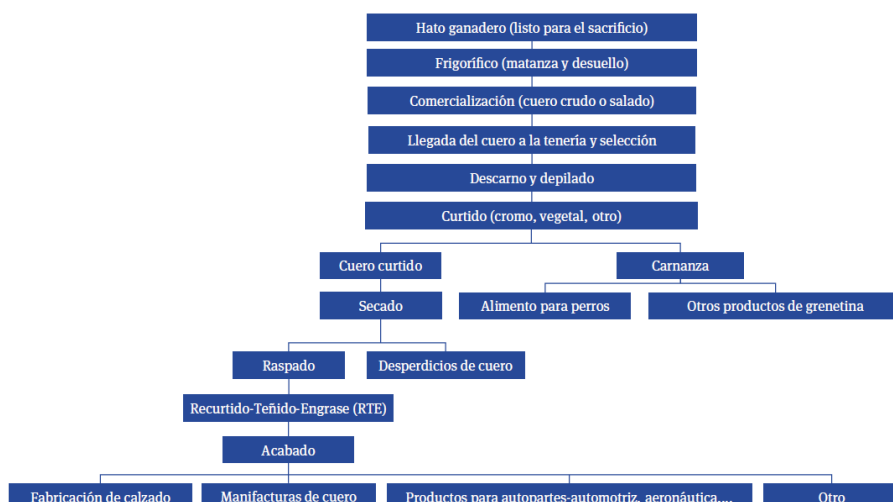 Hato ganadero (listo para el sacrificio)
Frigorífico (matanza y desuello)
Comercialización (cuero crudo o salado)
Llegada del cuero a la tenería y selección
Descarno y depilado
Curtido (cromo, vegetal, otro)
Cuero curtido
Carnanza
Secado
Alimento para perros
Otros productos de grenetina
Raspado
Desperdicios de cuero
Recurtido-Teñido-Engrase (RTE)
Acabado
Fabricación de calzado
Manifacturas de cuero
Productos para autopartes-automotriz, aeronáutica,...
Otro